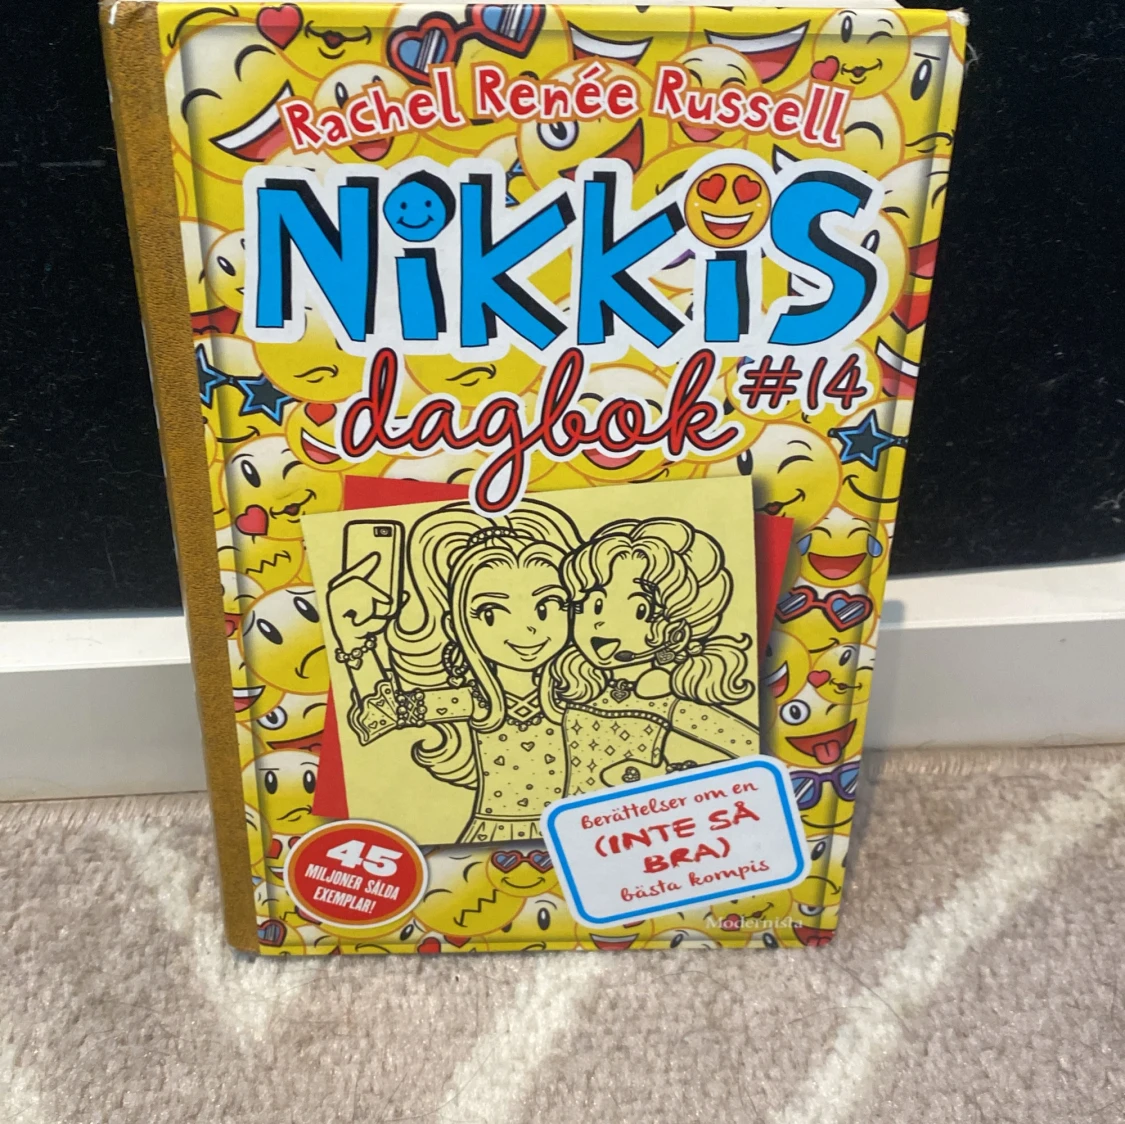 Rachel Renée Russell
NiKKiS
dagbok #14
Berättelser om en
(INTE SÅ
BRA)
bästa kompis
45
MILJONER SÅLDA
EXEMPLAR!
Modernista